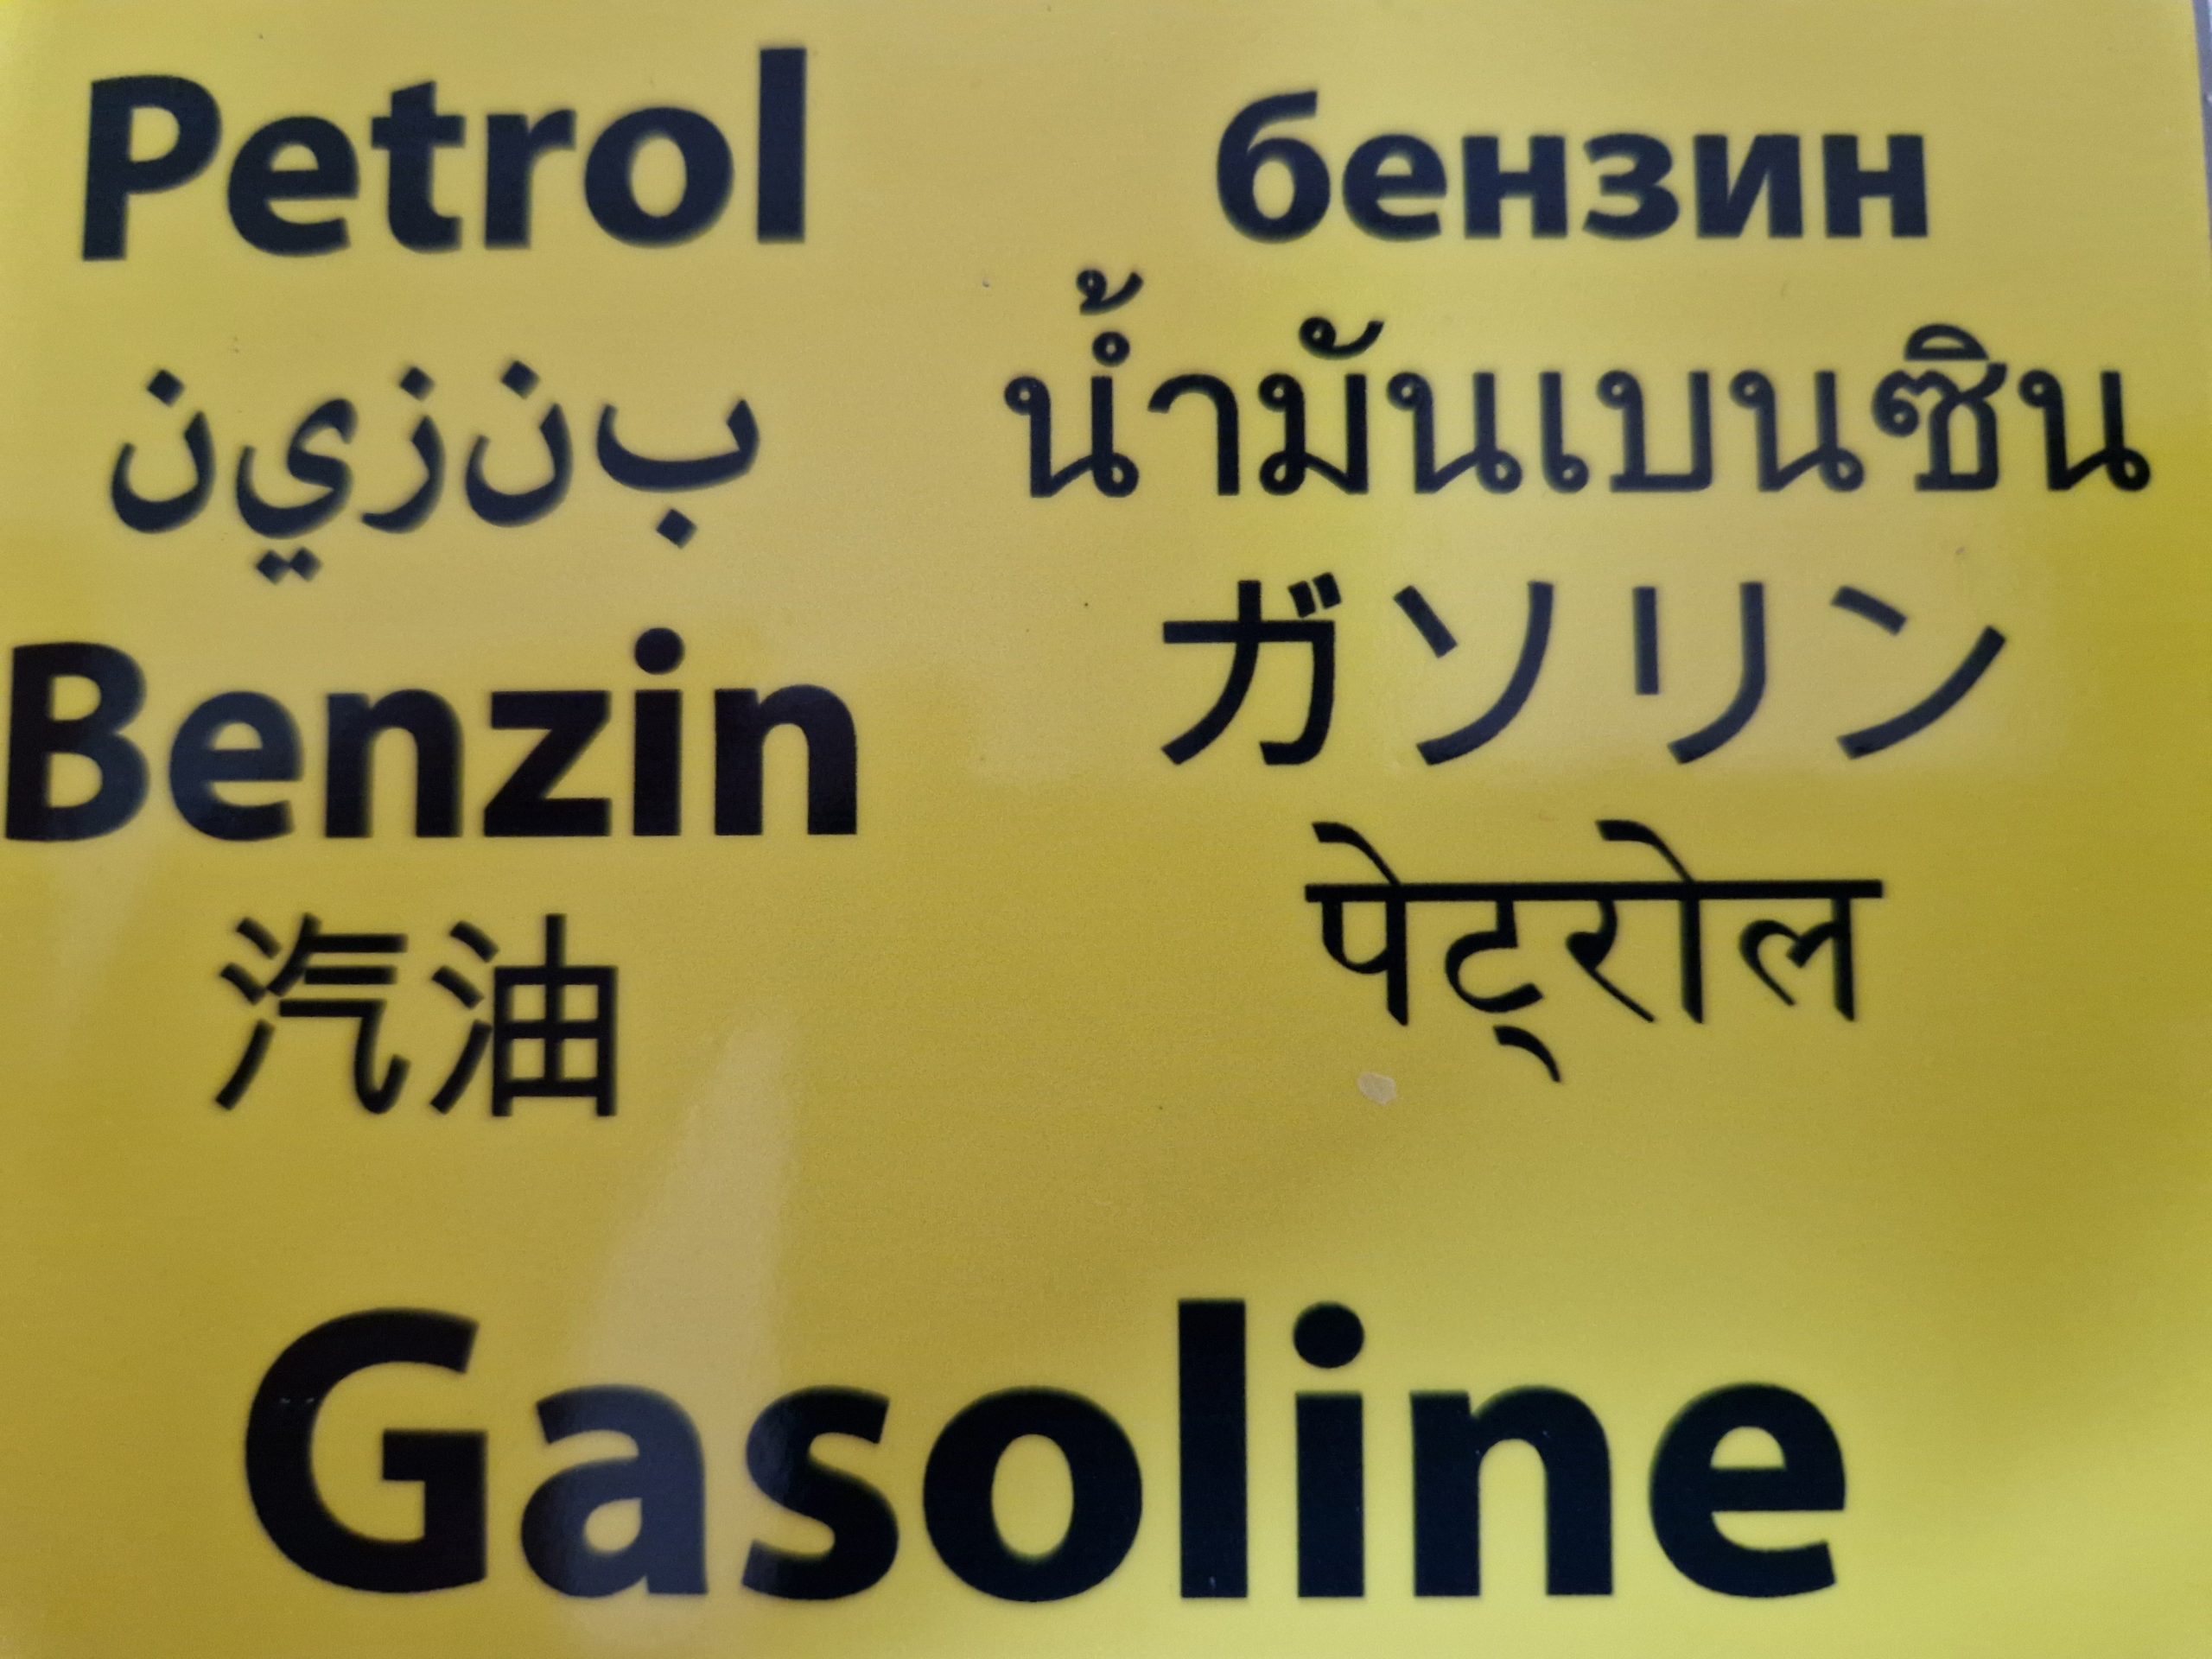 Petrol
бензин
ب‌ن‌ز‌ي‌ن
น้ำมันเบนซิน
Benzin
ガソリン
汽油
पेट्‌रोल
Gasoline